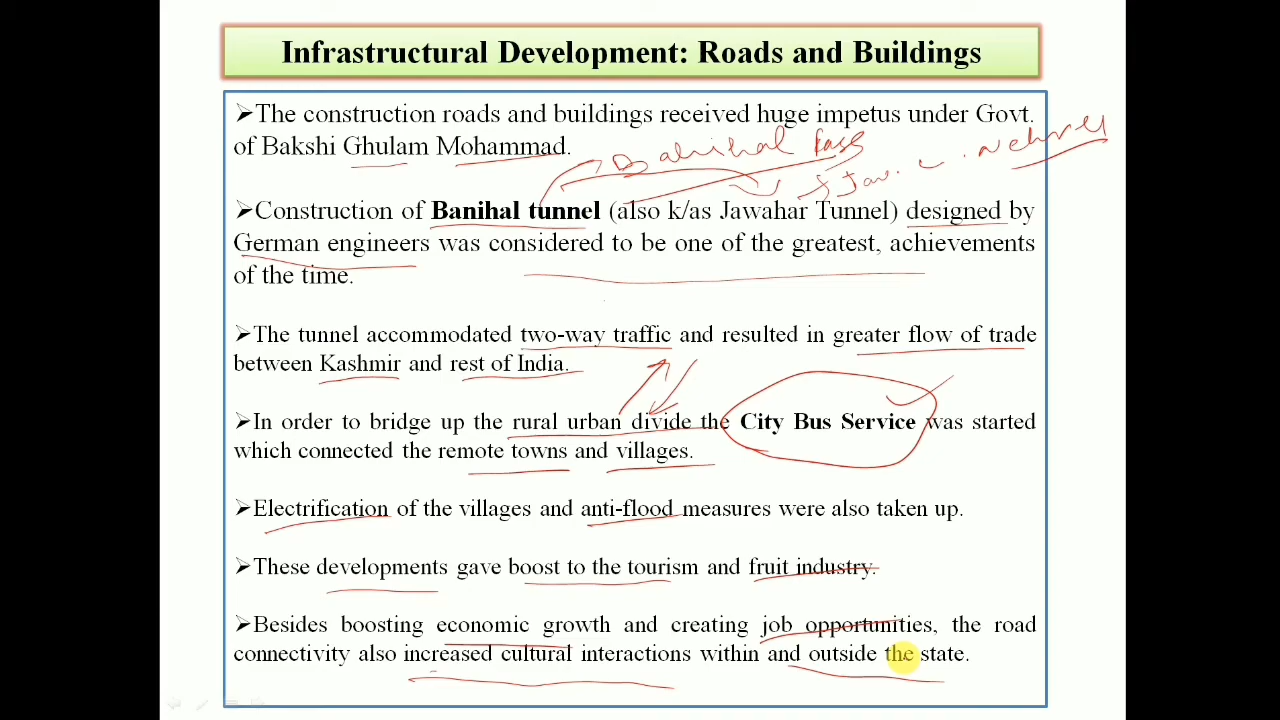 Infrastructural Development: Roads and Buildings
➢The construction roads and buildings received huge impetus under Govt.
of Bakshi Ghulam Mohammad.
Banihal Pass
Jaw. L. Nehru
➢Construction of Banihal tunnel (also k/as Jawahar Tunnel) designed by
German engineers was considered to be one of the greatest, achievements
of the time.
➢The tunnel accommodated two-way traffic and resulted in greater flow of trade
between Kashmir and rest of India.
➢In order to bridge up the rural urban divide the City Bus Service was started
which connected the remote towns and villages.
➢Electrification of the villages and anti-flood measures were also taken up.
➢These developments gave boost to the tourism and fruit industry.
➢Besides boosting economic growth and creating job opportunities, the road
connectivity also increased cultural interactions within and outside the state.